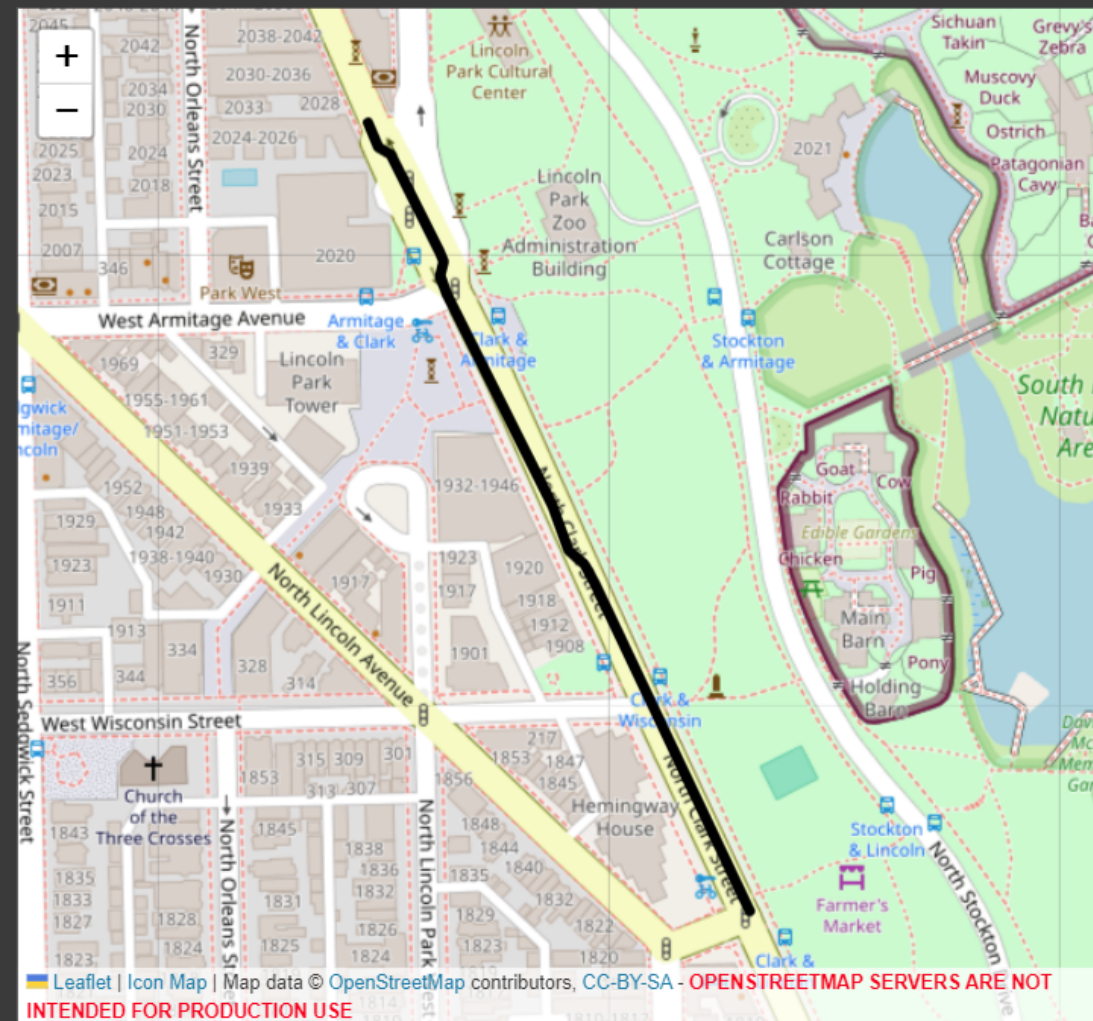 2045
2042
2038-2042
Lincoln
Park Cultural
Center
Sichuan
Takin
Grevy's
Zebra
+
−
North Orleans Street
2034
2030
2030-2036
2033
2028
2024-2026
Muscovy
Duck
Ostrich
Patagonian
Cavy
2025
2023
2024
2018
2015
2007
346
2020
Park West
2021
Lincoln
Park
Zoo
Administration
Building
Carlson
Cottage
West Armitage Avenue
Armitage
& Clark
Clark &
Armitage
Stockton
& Armitage
1969
329
Lincoln
Park
Tower
1955-1961
1951-1953
1939
1933
1932-1946
South
Natu
Are
Goat
Cow
Rabbit
Edible Gardens
Chicken
Pig
Main
Barn
Pony
Holding
Barn
1952
1948
1942
1938-1940
1930
1929
1923
1911
1913
334
344
356
328
314
1917
1923
1917
1901
1920
1918
1912
1908
North Lincoln Avenue
North Clark Street
Clark &
Wisconsin
West Wisconsin Street
North Sedgwick Street
Church
of the
Three Crosses
1853
315
309
301
313
307
1856
1853
217
1847
1845
Hemingway
House
North Clark Street
1843
1835
1833
1827
1823
1845
1831
1825
1828
1824
1838
1836
1832
1826
1824
1848
1844
1840
1835
1832
1829
1823
1822
1820
North Orleans St
North Lincoln Park West
Stockton
& Lincoln
Farmer's
Market
North Stockton Drive
Clark &
Leaflet | Icon Map | Map data © OpenStreetMap contributors, CC-BY-SA - OPENSTREETMAP SERVERS ARE NOT
INTENDED FOR PRODUCTION USE